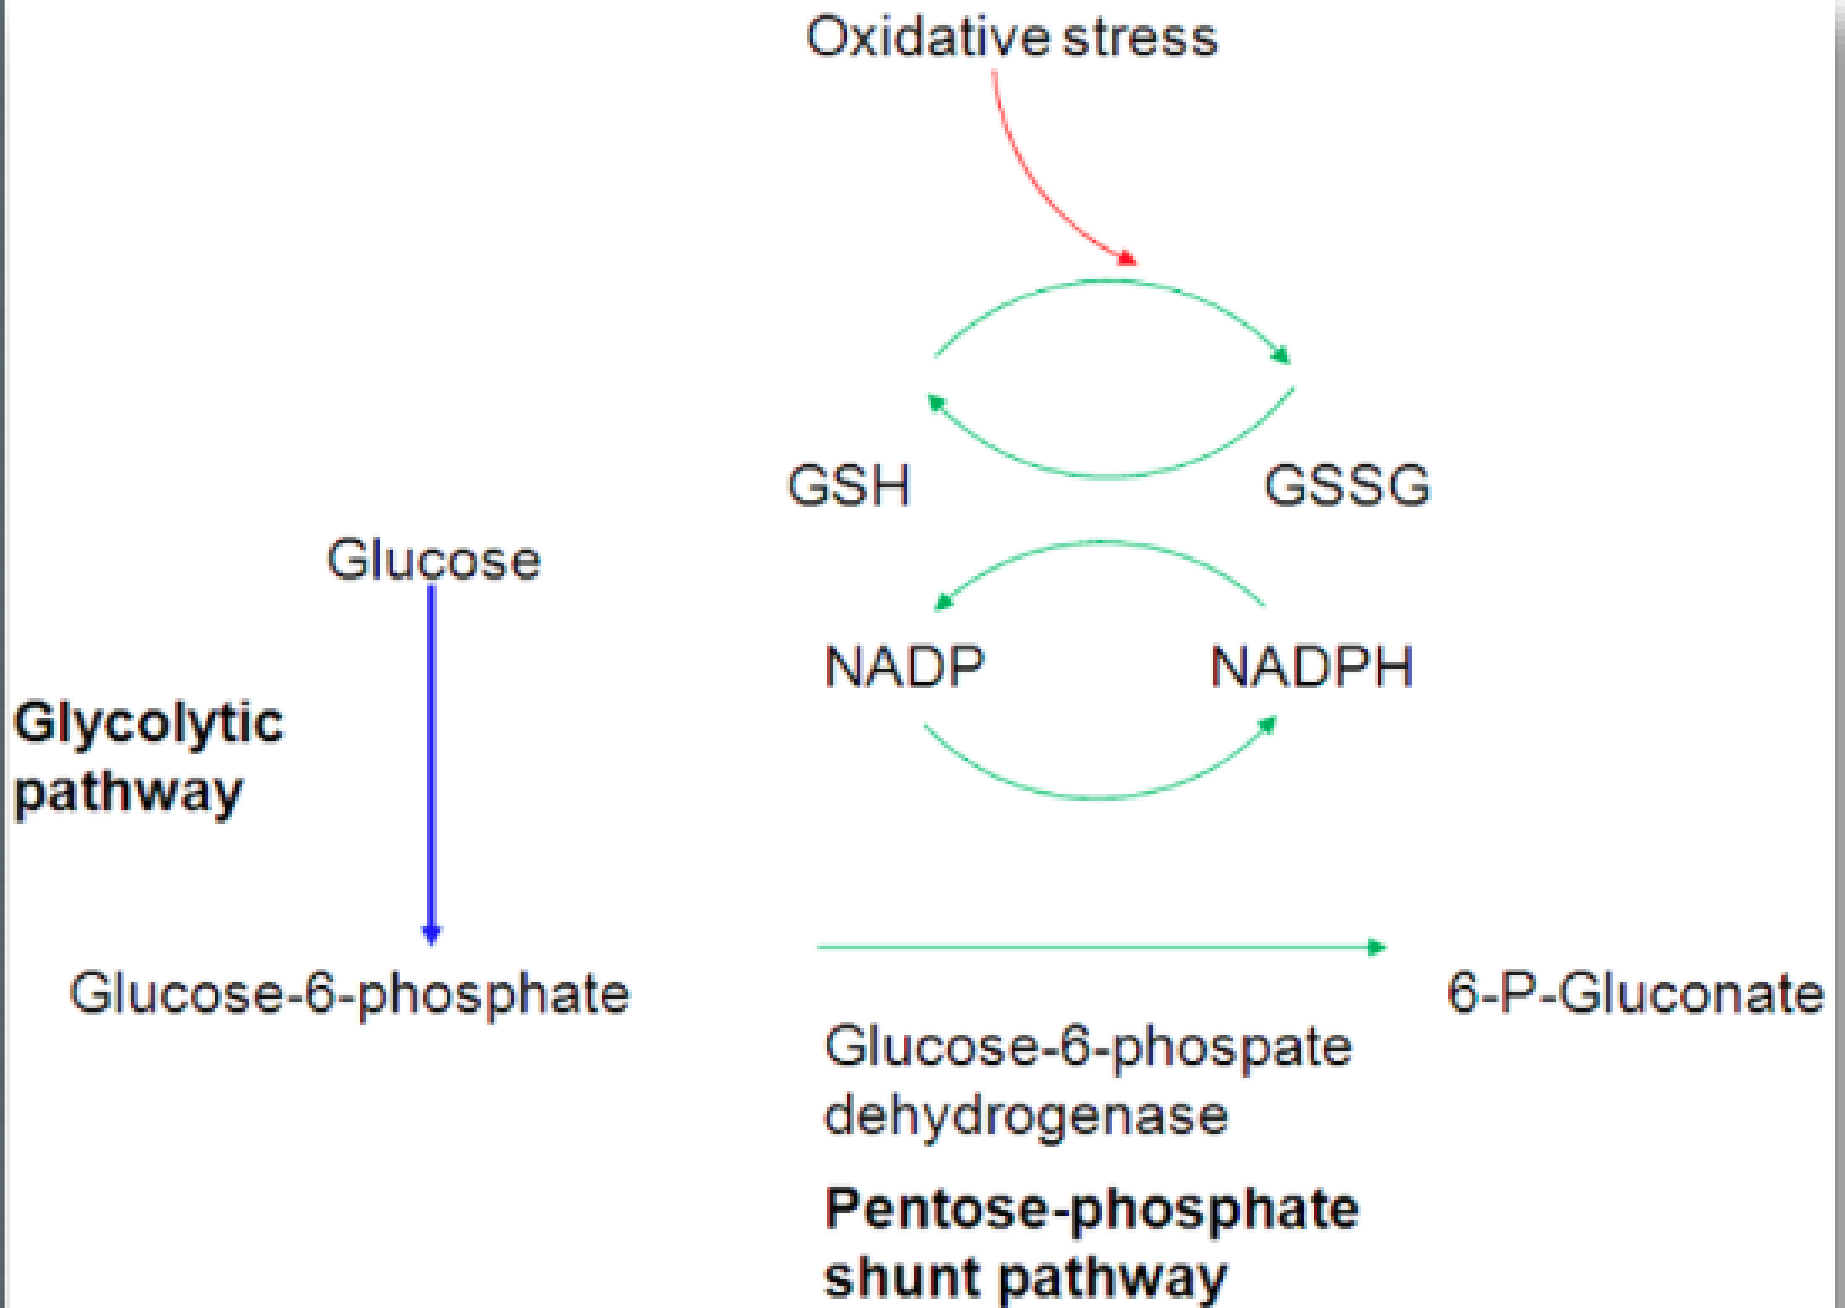 Oxidative stress
GSH
GSSG
Glucose
NADP
NADPH
Glycolytic
pathway
Glucose-6-phosphate
6-P-Gluconate
Glucose-6-phospate
dehydrogenase
Pentose-phosphate
shunt pathway